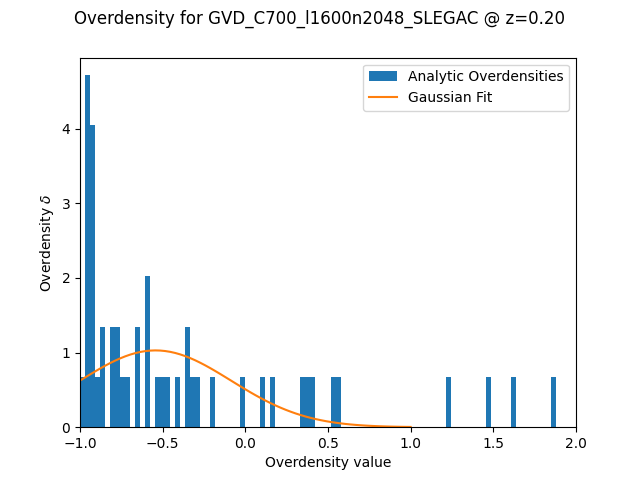 Overdensity for GVD_C700_l1600n2048_SLEGAC @ z=0.20
Analytic Overdensities
Gaussian Fit
Overdensity δ
4
3
2
1
0
−1.0 −0.5 0.0 0.5 1.0 1.5 2.0
Overdensity value